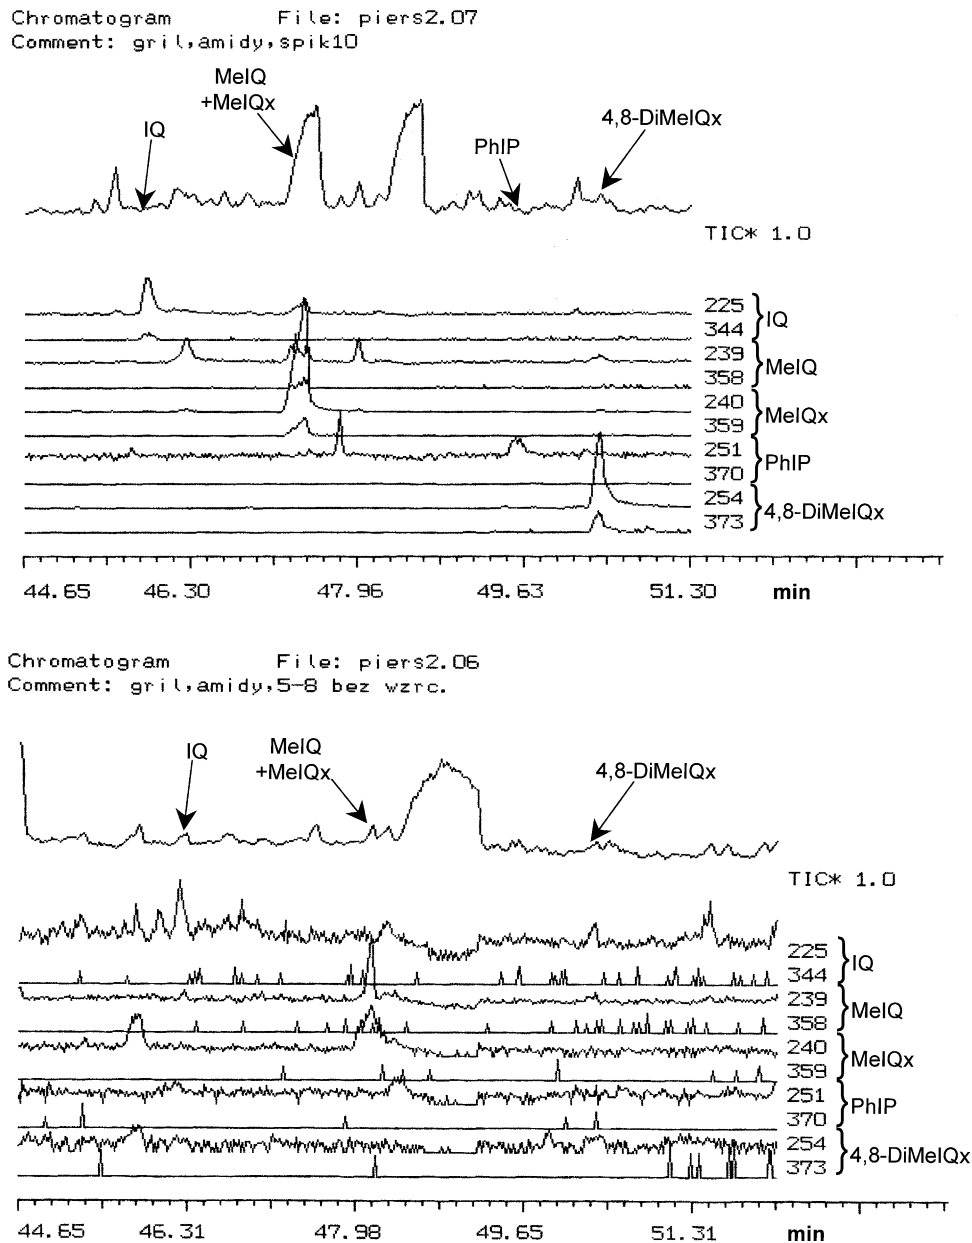 Chromatogram File: piers2.07
Comment: gril,amidy,spik10
MeIQ
+MeIQx
IQ
PhIP
4,8-DiMeIQx
TIC* 1.0
225
344
IQ
239
358
MeIQ
240
359
MeIQx
251
370
PhIP
254
373
4,8-DiMeIQx
44.65 46.30 47.96 49.63 51.30 min
Chromatogram File: piers2.06
Comment: gril,amidy,5-8 bez wzrc.
IQ
MeIQ
+MeIQx
4,8-DiMeIQx
TIC* 1.0
225
344
IQ
239
358
MeIQ
240
359
MeIQx
251
370
PhIP
254
373
4,8-DiMeIQx
44.65 46.31 47.98 49.65 51.31 min